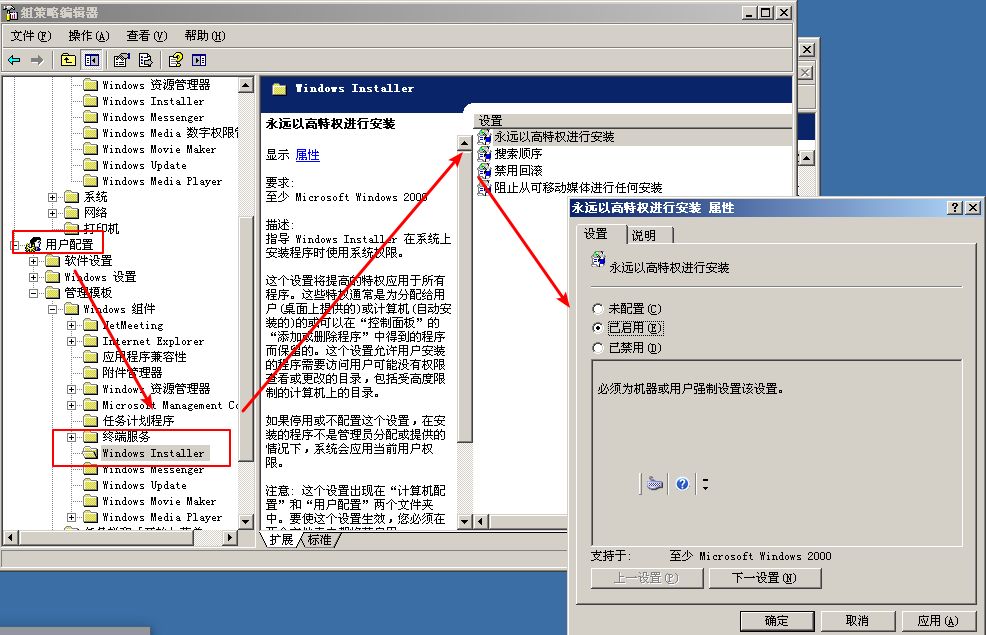 组策略编辑器
文件(F) 操作(A) 查看(V) 帮助(H)
Windows 资源管理器
Windows Installer
Windows Messenger
Windows Media 数字权限
Windows Movie Maker
Windows Update
Windows Media Player
系统
网络
打印机
用户配置
软件设置
Windows 设置
管理模板
Windows 组件
NetMeeting
Internet Explorer
应用程序兼容性
附件管理器
Windows 资源管理器
Microsoft Management Co
任务计划程序
终端服务
Windows Installer
Windows Messenger
Windows Update
Windows Movie Maker
Windows Media Player
Windows Installer
永远以高特权进行安装
显示 属性
要求:
至少 Microsoft Windows 2000
描述:
指导 Windows Installer 在系统上
安装程序时使用系统权限。
这个设置将提高的特权应用于所有
程序。这些特权通常是为分配给用
户(桌面上提供的)或计算机(自动安
装的)的或可以在“控制面板”的
“添加或删除程序”中得到的程序
而保留的。这个设置允许用户安装
的程序需要访问用户可能没有权限
查看或更改的目录，包括受高度限
制的计算机上的目录。
如果停用或不配置这个设置，在安
装的程序不是管理员分配或提供的
情况下，系统会应用当前用户权
限。
注意: 这个设置出现在“计算机配
置”和“用户配置”两个文件夹
中。要使这个设置生效，您必须在
扩展 标准
设置
永远以高特权进行安装
搜索顺序
禁用回滚
阻止从可移动媒体进行任何安装
永远以高特权进行安装 属性
设置 说明
永远以高特权进行安装
未配置(C)
已启用(E)
已禁用(D)
必须为机器或用户强制设置该设置。
支持于: 至少 Microsoft Windows 2000
上一设置(P) 下一设置(N)
确定 取消 应用(A)